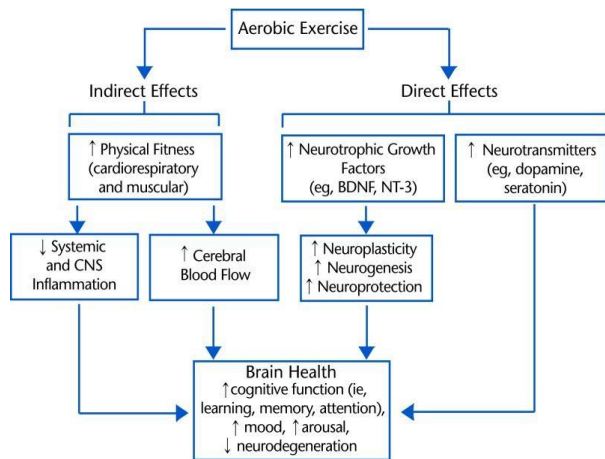 Aerobic Exercise
Indirect Effects
Direct Effects
↑ Physical Fitness
(cardiorespiratory
and muscular)
↑ Neurotrophic Growth
Factors
(eg, BDNF, NT-3)
↑ Neurotransmitters
(eg, dopamine,
seratonin)
↓ Systemic
and CNS
Inflammation
↑ Cerebral
Blood Flow
↑ Neuroplasticity
↑ Neurogenesis
↑ Neuroprotection
Brain Health
↑cognitive function (ie,
learning, memory, attention),
↑ mood, ↑ arousal,
↓ neurodegeneration